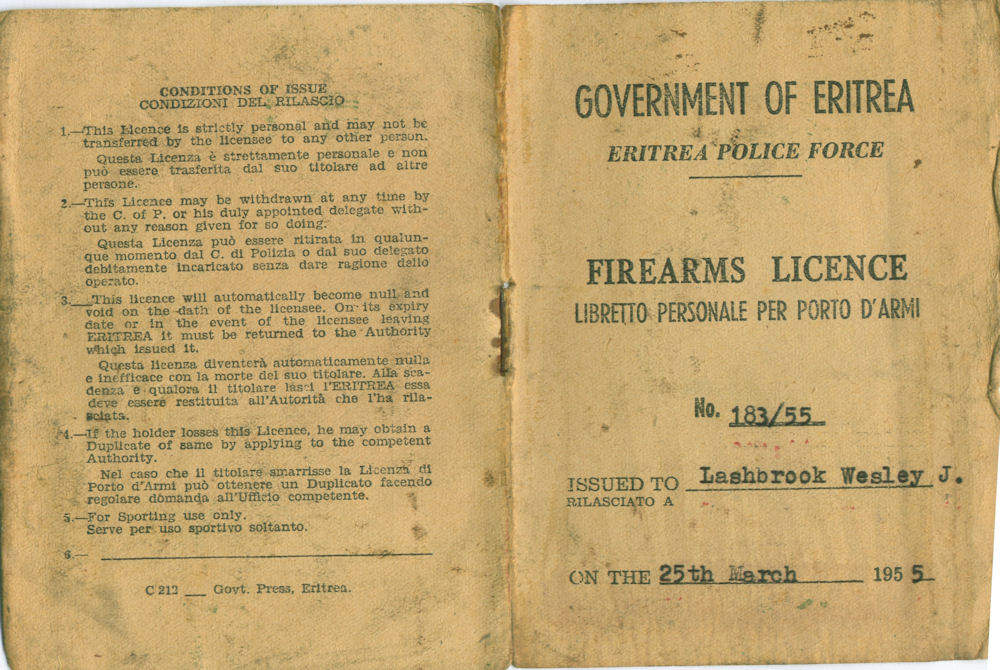 CONDITIONS OF ISSUE
CONDIZIONI DEL RILASCIO
1.—This Licence is strictly personal and may not be
transferred by the licensee to any other person.
Questa Licenza è strettamente personale e non
può essere trasferita dal suo titolare ad altre
persone.
2.—This Licence may be withdrawn at any time by
the C. of P. or his duly appointed delegate with-
out any reason given for so doing.
Questa Licenza può essere ritirata in qualun-
que momento dal C. di Polizia o dal suo delegato
debitamente incaricato senza dare ragione dello
operato.
3.—This licence will automatically become null and
void on the death of the licensee. On its expiry
date or in the event of the licensee leaving
ERITREA it must be returned to the Authority
which issued it.
Questa licenza diventerà automaticamente nulla
e inefficace con la morte del suo titolare. Alla sca-
denza e qualora il titolare lasci l'ERITREA essa
deve essere restituita all'Autorità che l'ha rila-
sciata.
4.—If the holder losses this Licence, he may obtain a
Duplicate of same by applying to the competent
Authority.
Nel caso che il titolare smarrisse la Licenza di
Porto d'Armi può ottenere un Duplicato facendo
regolare domanda all'Ufficio competente.
5.—For Sporting use only.
Serve per uso sportivo soltanto.
6.—
C 212 __ Govt. Press, Eritrea.
GOVERNMENT OF ERITREA
ERITREA POLICE FORCE
FIREARMS LICENCE
LIBRETTO PERSONALE PER PORTO D'ARMI
No. 183/55
ISSUED TO Lashbrook Wesley J.
RILASCIATO A
ON THE 25th March 1955